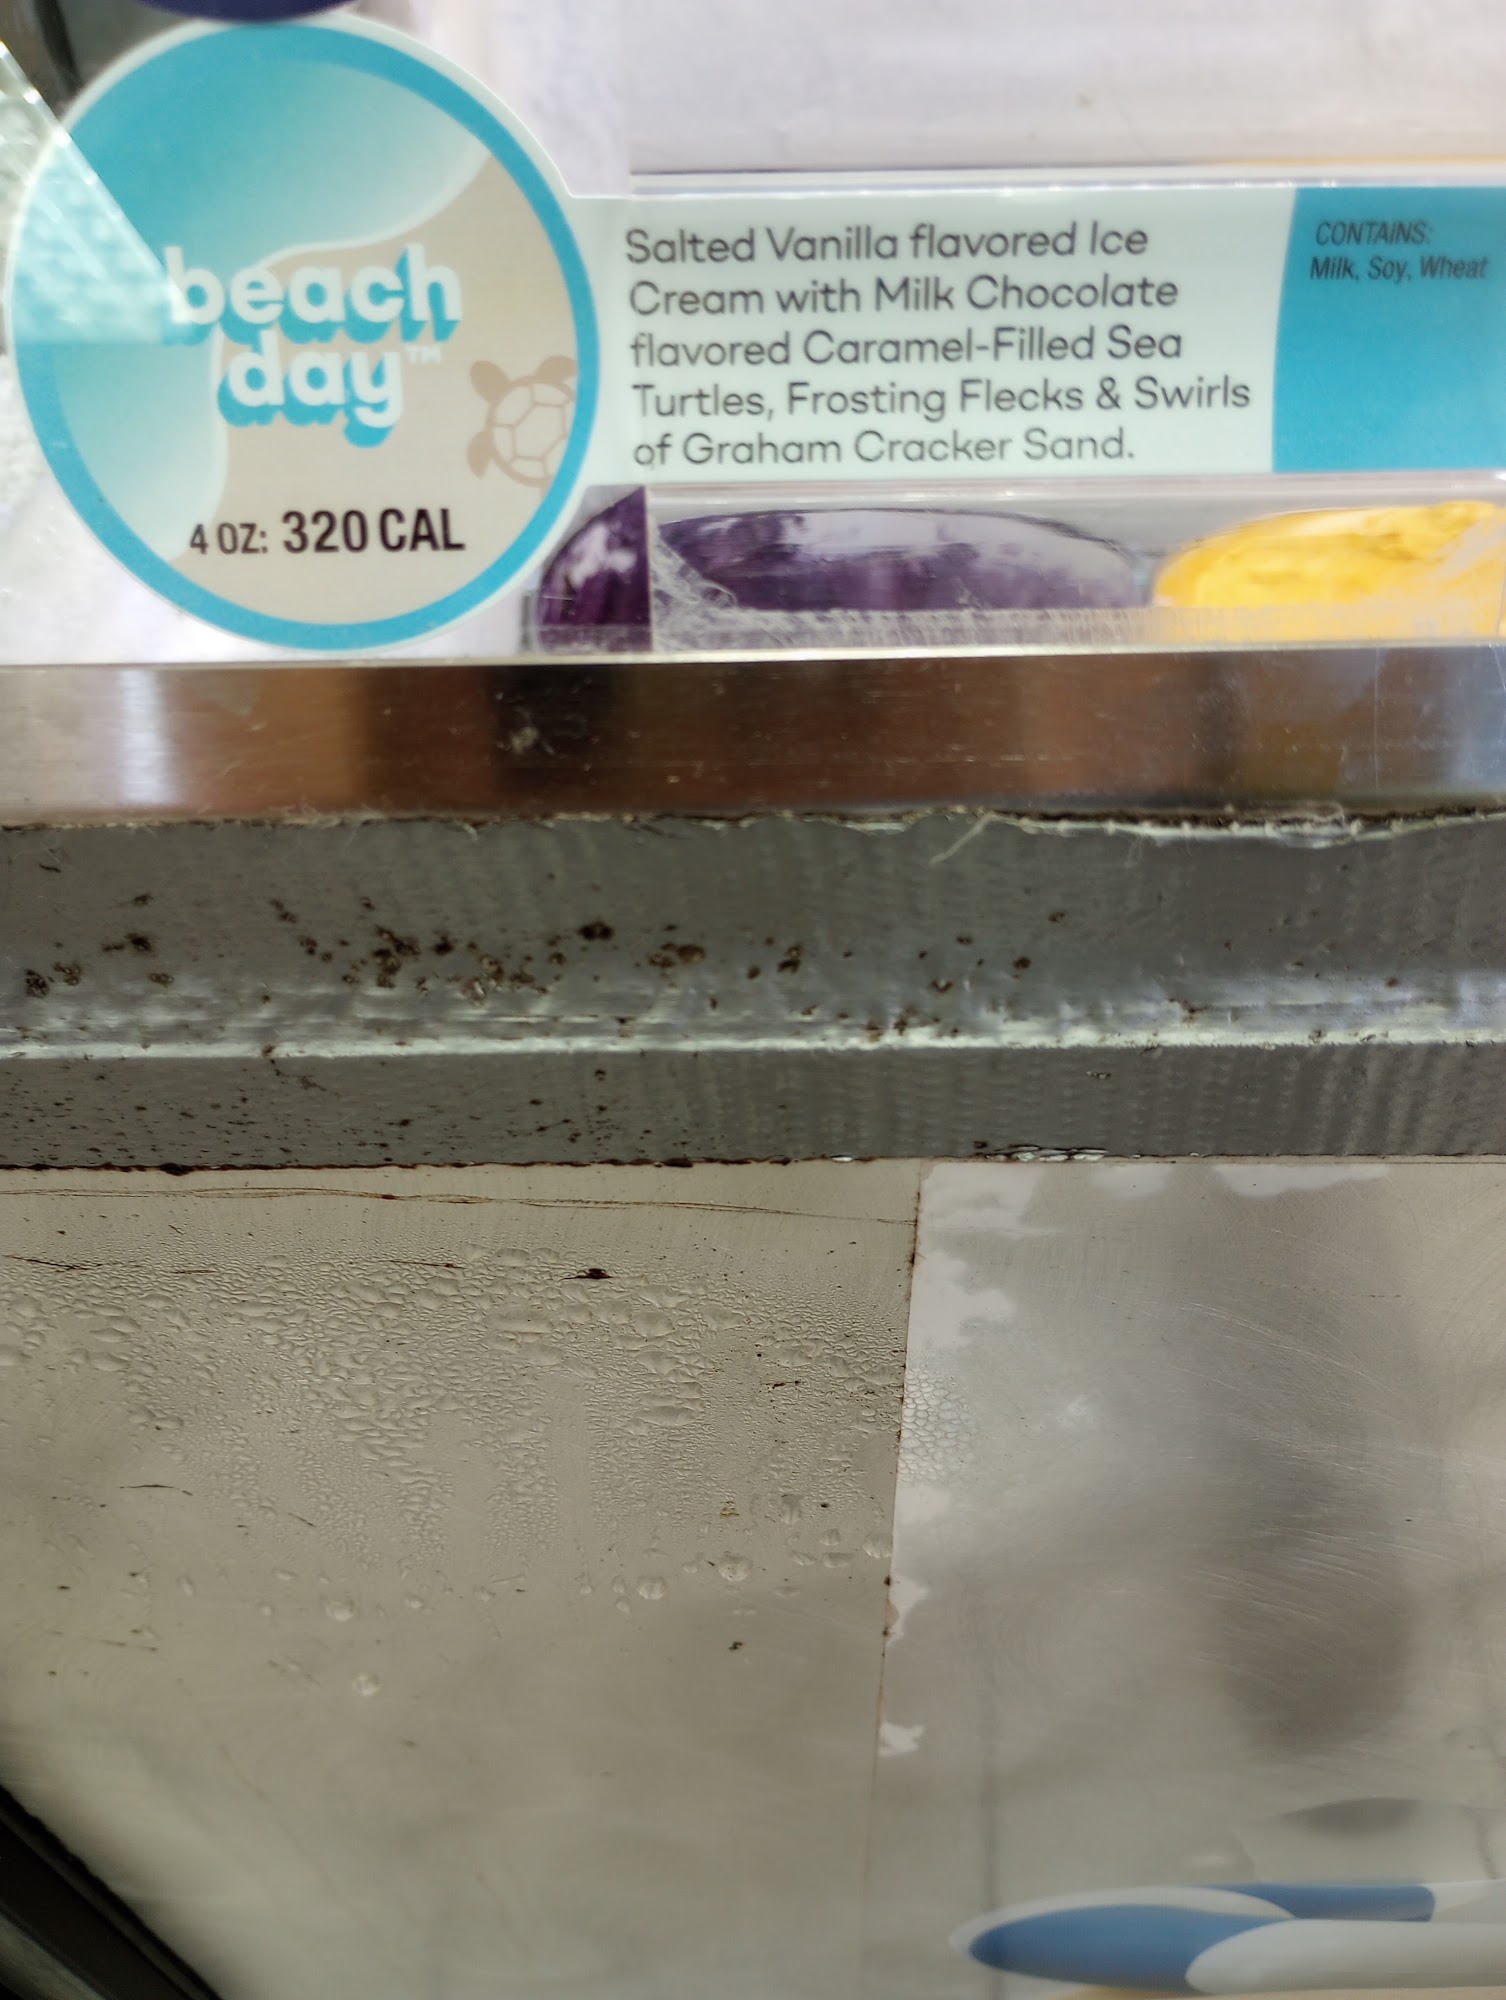 beach
day™
4 OZ: 320 CAL
Salted Vanilla flavored Ice
Cream with Milk Chocolate
flavored Caramel-Filled Sea
Turtles, Frosting Flecks & Swirls
of Graham Cracker Sand.
CONTAINS:
Milk, Soy, Wheat